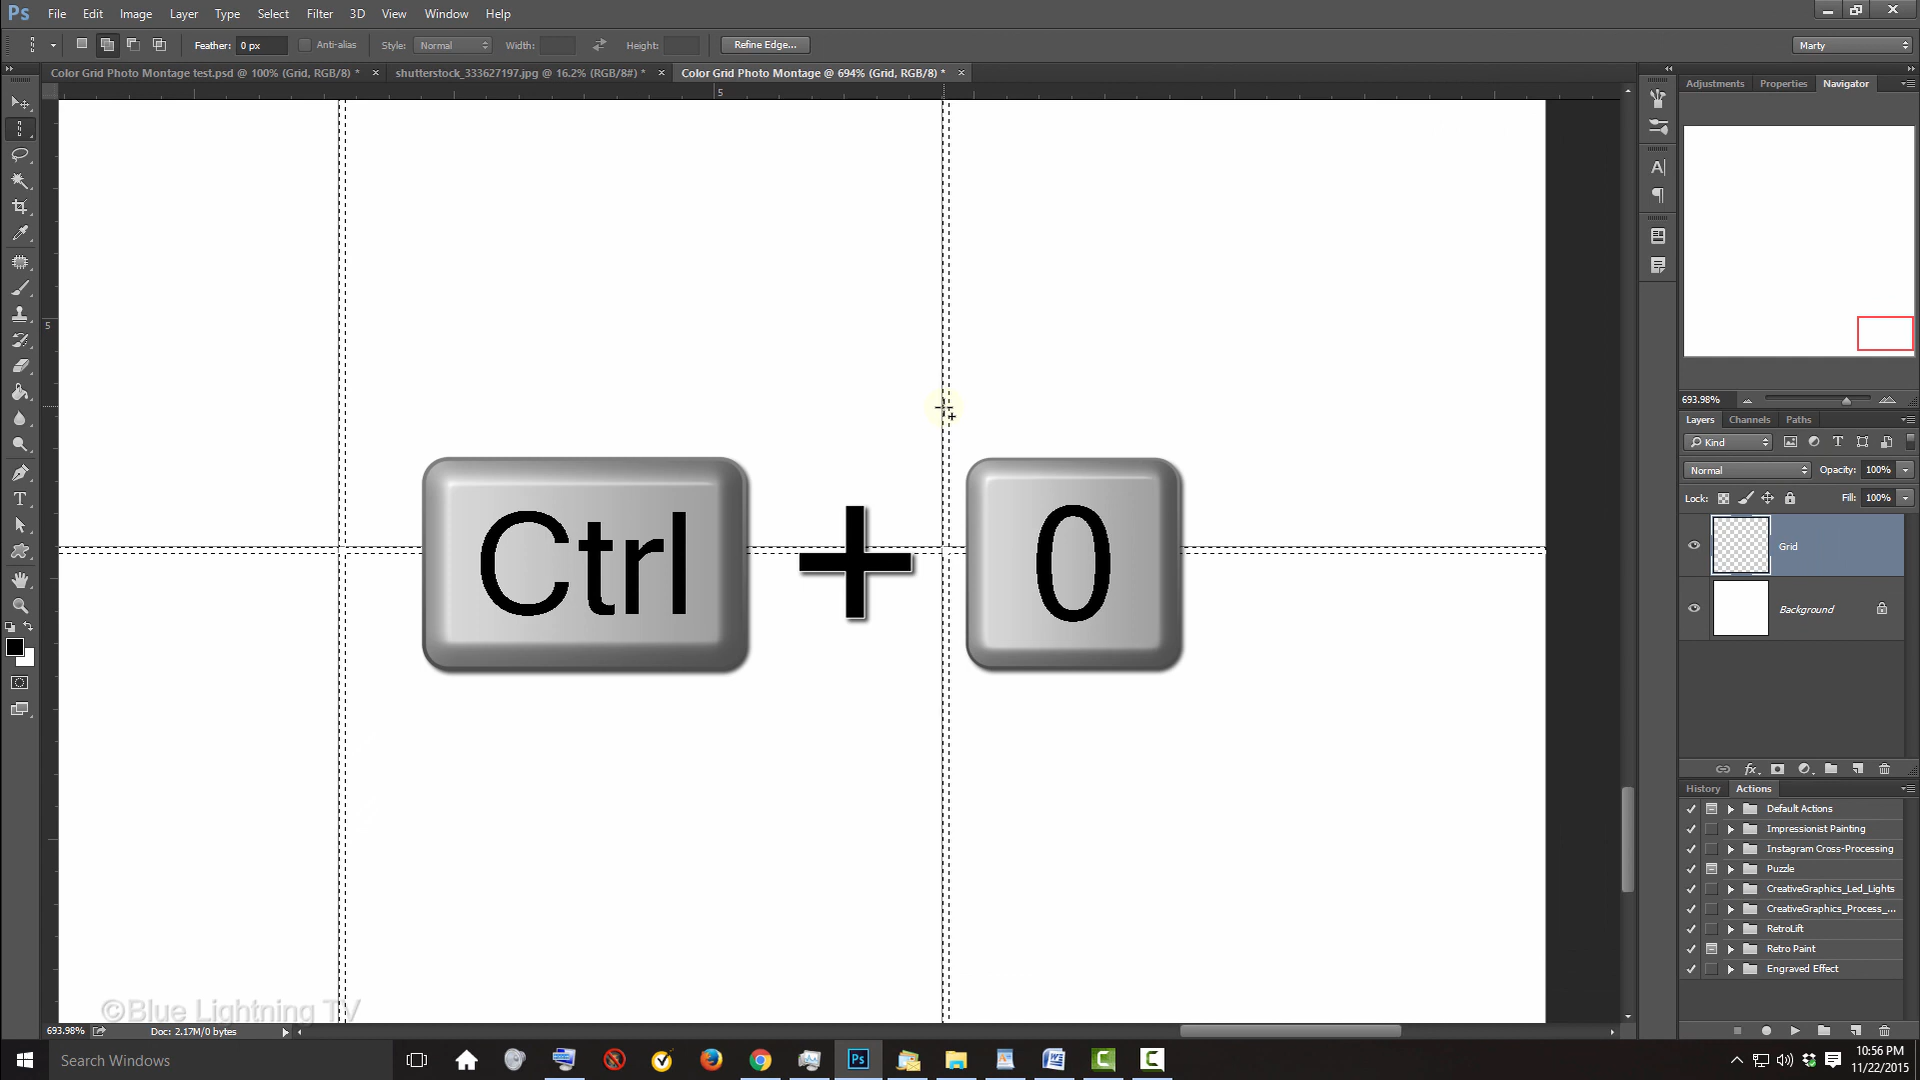 Ps File Edit Image Layer Type Select Filter 3D View Window Help
Feather: 0 px Anti-alias Style: Normal Width: Height: Refine Edge... Marty
Color Grid Photo Montage test.psd @ 100% (Grid, RGB/8) * shutterstock_333627197.jpg @ 16.2% (RGB/8#) * Color Grid Photo Montage @ 694% (Grid, RGB/8) *
Adjustments Properties Navigator
5
5
693.98%
Layers Channels Paths
Kind
Normal Opacity: 100%
Lock: Fill: 100%
Grid
Background
Ctrl + 0
History Actions
Default Actions
Impressionist Painting
Instagram Cross-Processing
Puzzle
CreativeGraphics_Led_Lights
CreativeGraphics_Process_...
RetroLift
Retro Paint
Engraved Effect
©Blue Lightning TV
693.98% Doc: 2.17M/0 bytes
Search Windows
10:56 PM
11/22/2015